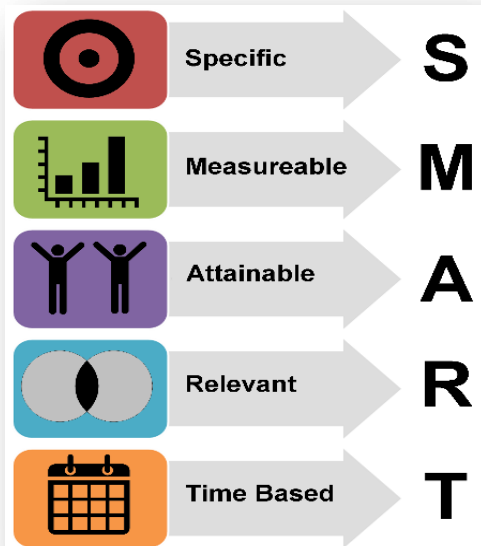 Specific S
Measureable M
Attainable A
Relevant R
Time Based T